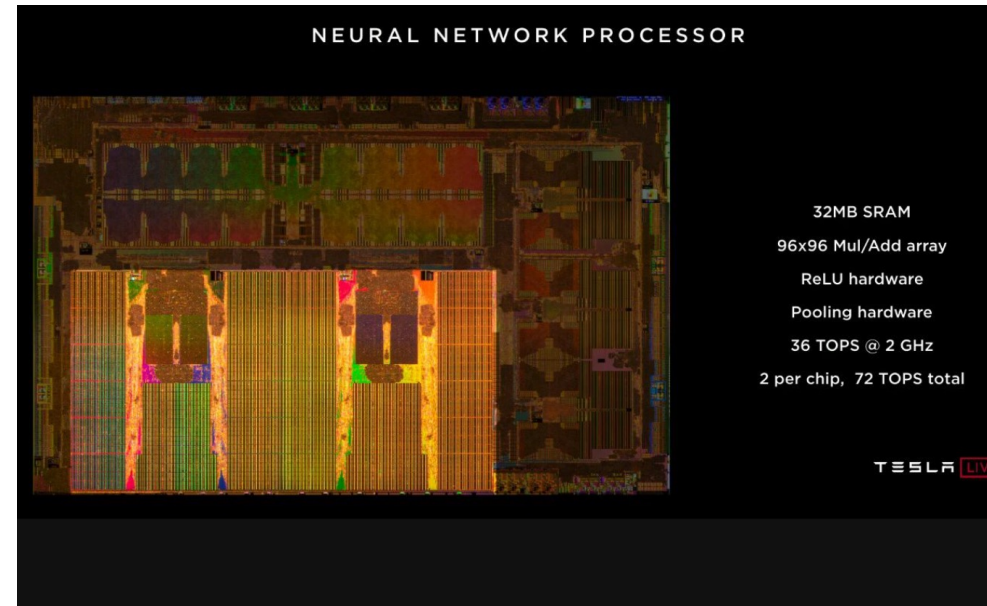 NEURAL NETWORK PROCESSOR
32MB SRAM
96x96 Mul/Add array
ReLU hardware
Pooling hardware
36 TOPS @ 2 GHz
2 per chip, 72 TOPS total
TESLA LIV